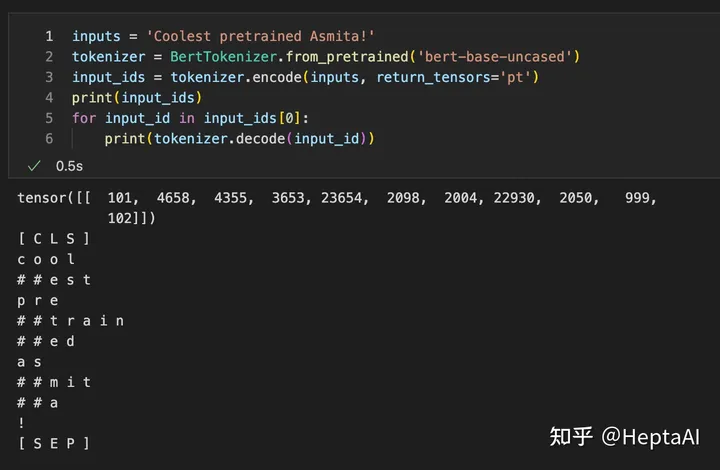 1 inputs = 'Coolest pretrained Asmita!'
2 tokenizer = BertTokenizer.from_pretrained('bert-base-uncased')
3 input_ids = tokenizer.encode(inputs, return_tensors='pt')
4 print(input_ids)
5 for input_id in input_ids[0]:
6     print(tokenizer.decode(input_id))
✓ 0.5s
tensor([[  101,  4658,  4355,  3653, 23654,  2098,  2004, 22930,  2050,   999,
           102]])
[ C L S ]
c o o l
# # e s t
p r e
# # t r a i n
# # e d
a s
# # m i t
# # a
!
[ S E P ]
知乎 @HeptaAI